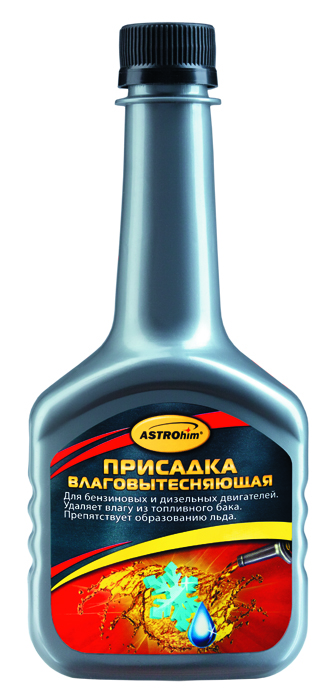 ASTROhim®
ПРИСАДКА
ВЛАГОВЫТЕСНЯЮЩАЯ
Для бензиновых и дизельных двигателей.
Удаляет влагу из топливного бака.
Препятствует образованию льда.